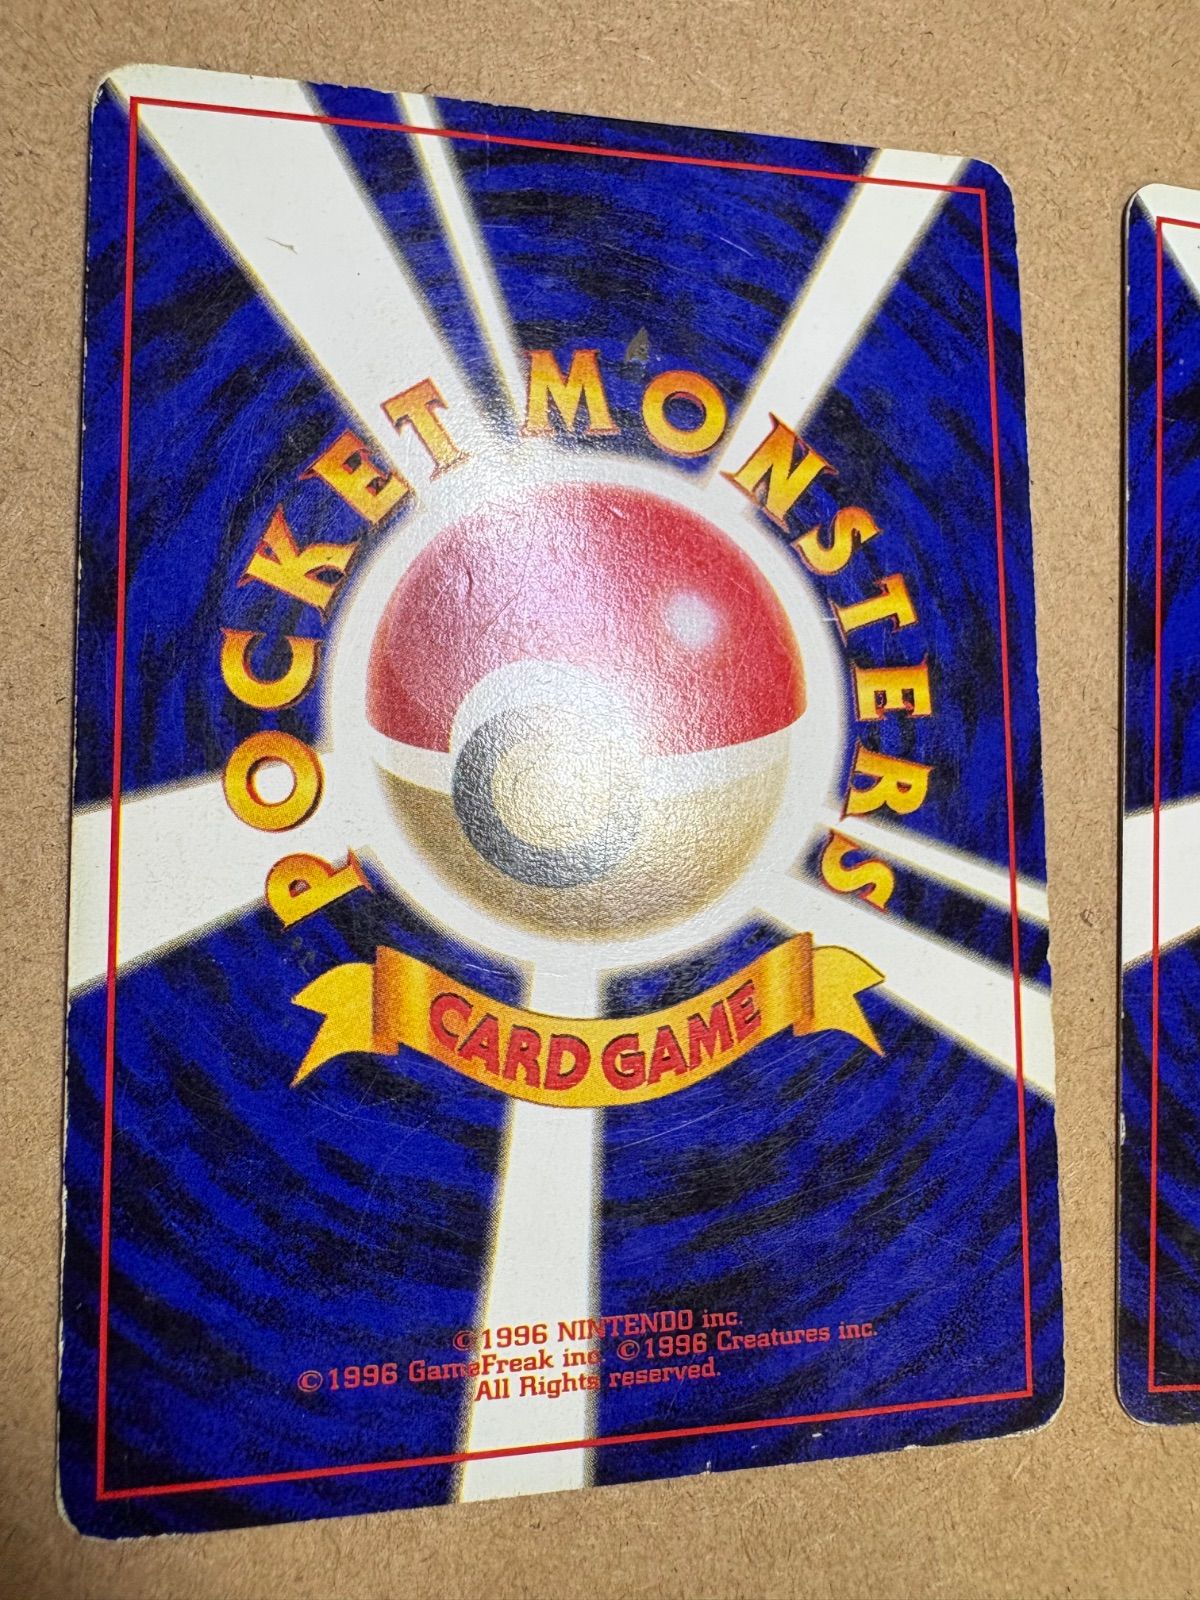 POCKET MONSTERS
CARD GAME
©1996 NINTENDO inc.
©1996 GameFreak inc. ©1996 Creatures inc.
All Rights reserved.